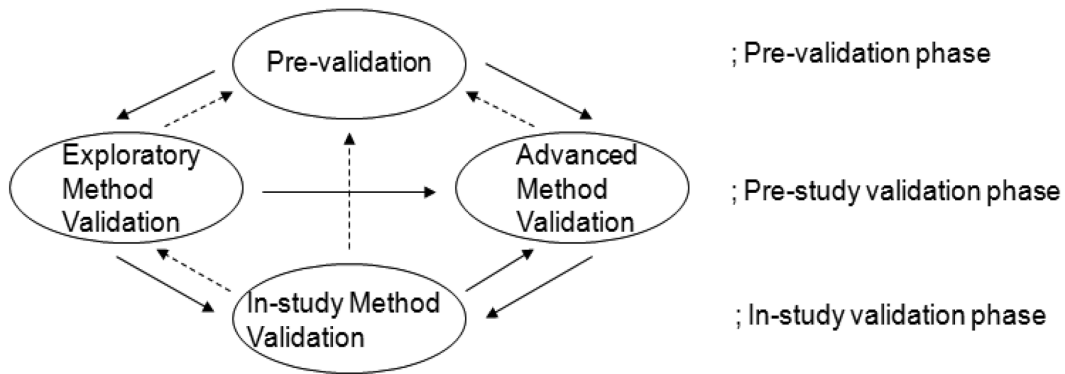 Pre-validation
; Pre-validation phase
Exploratory
Method
Validation
Advanced
Method
Validation
; Pre-study validation phase
In-study Method
Validation
; In-study validation phase